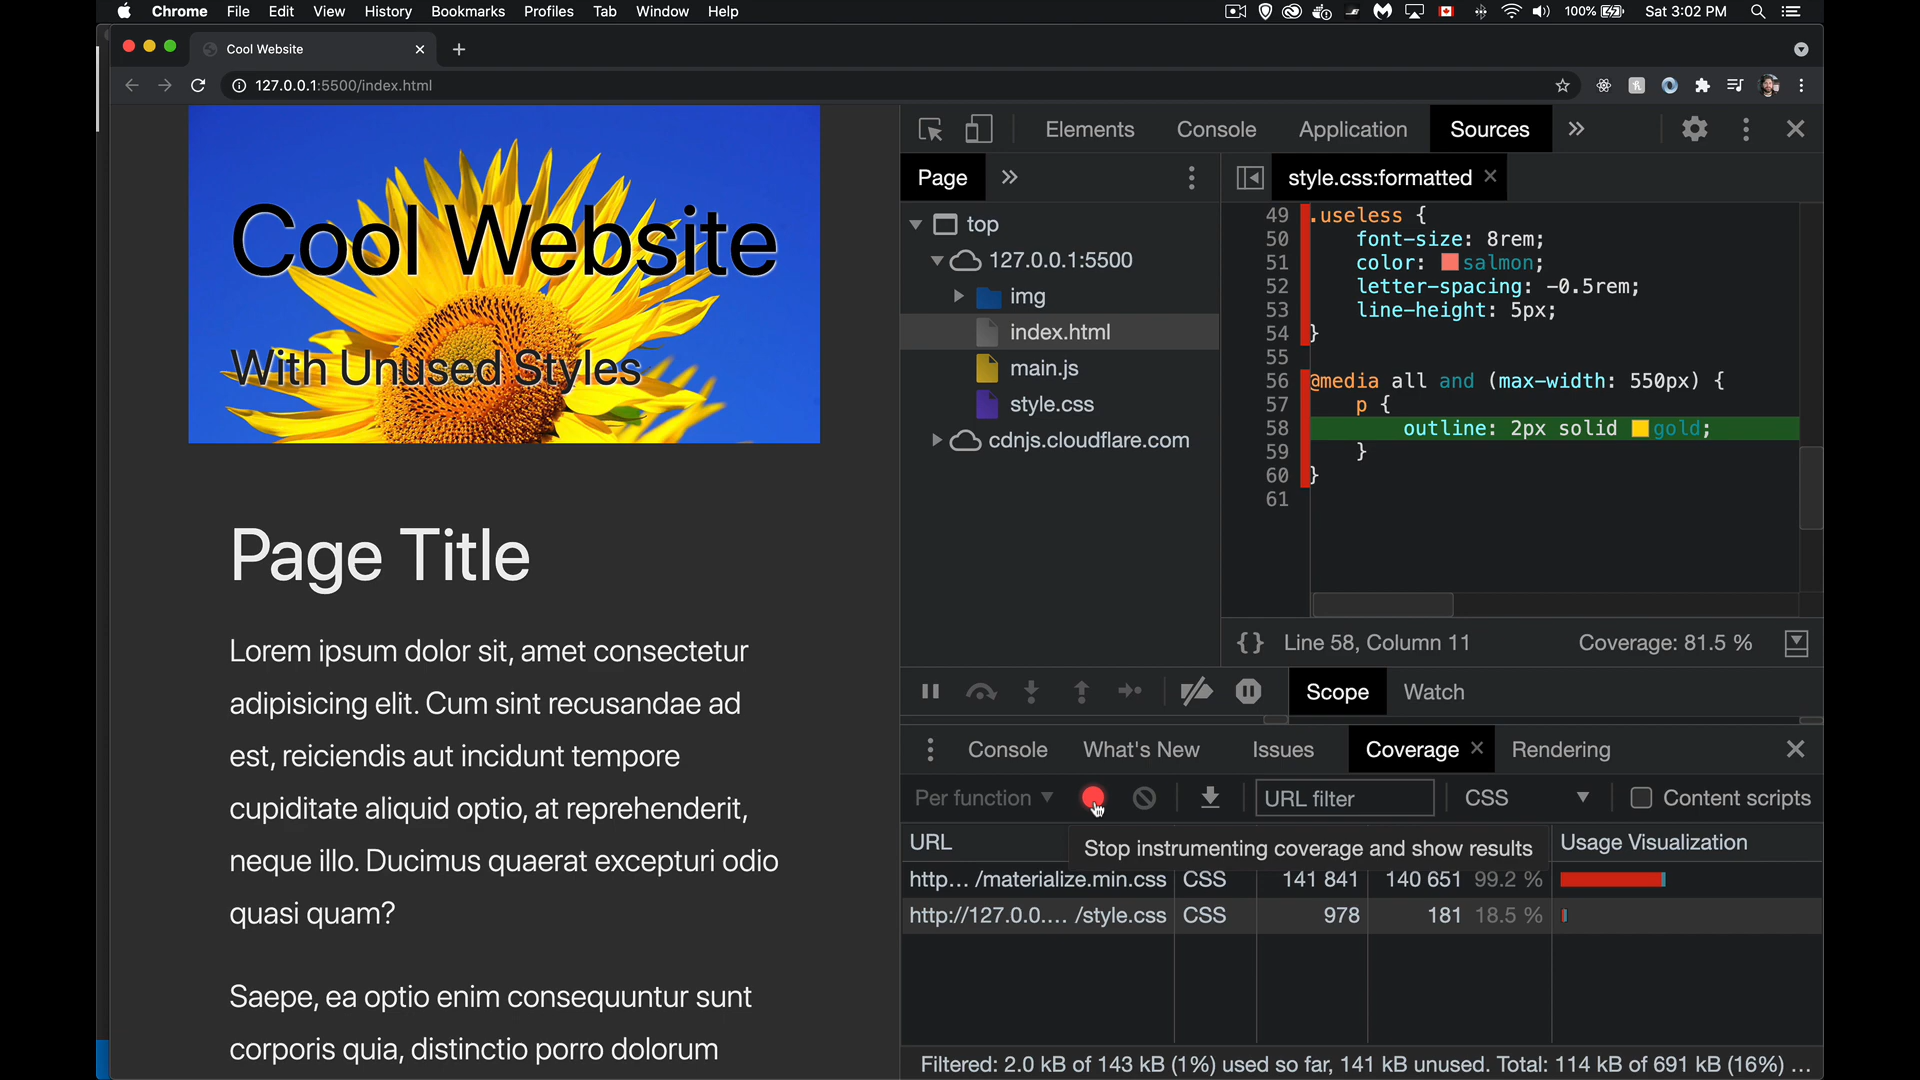 Chrome File Edit View History Bookmarks Profiles Tab Window Help 100% Sat 3:02 PM
Cool Website
127.0.0.1:5500/index.html
Cool Website
With Unused Styles
Page Title
Lorem ipsum dolor sit, amet consectetur
adipisicing elit. Cum sint recusandae ad
est, reiciendis aut incidunt tempore
cupiditate aliquid optio, at reprehenderit,
neque illo. Ducimus quaerat excepturi odio
quasi quam?
Saepe, ea optio enim consequuntur sunt
corporis quia, distinctio porro dolorum
Elements Console Application Sources »
Page » style.css:formatted
top
127.0.0.1:5500
img
index.html
main.js
style.css
cdnjs.cloudflare.com
49 .useless {
50 font-size: 8rem;
51 color: salmon;
52 letter-spacing: -0.5rem;
53 line-height: 5px;
54 }
55
56 @media all and (max-width: 550px) {
57 p {
58 outline: 2px solid gold;
59 }
60 }
61
{} Line 58, Column 11 Coverage: 81.5 %
Scope Watch
Console What's New Issues Coverage Rendering
Per function URL filter CSS Content scripts
URL Usage Visualization
Stop instrumenting coverage and show results
http… /materialize.min.css CSS 141 841 140 651 99.2 %
http://127.0.0.… /style.css CSS 978 181 18.5 %
Filtered: 2.0 kB of 143 kB (1%) used so far, 141 kB unused. Total: 114 kB of 691 kB (16%) …